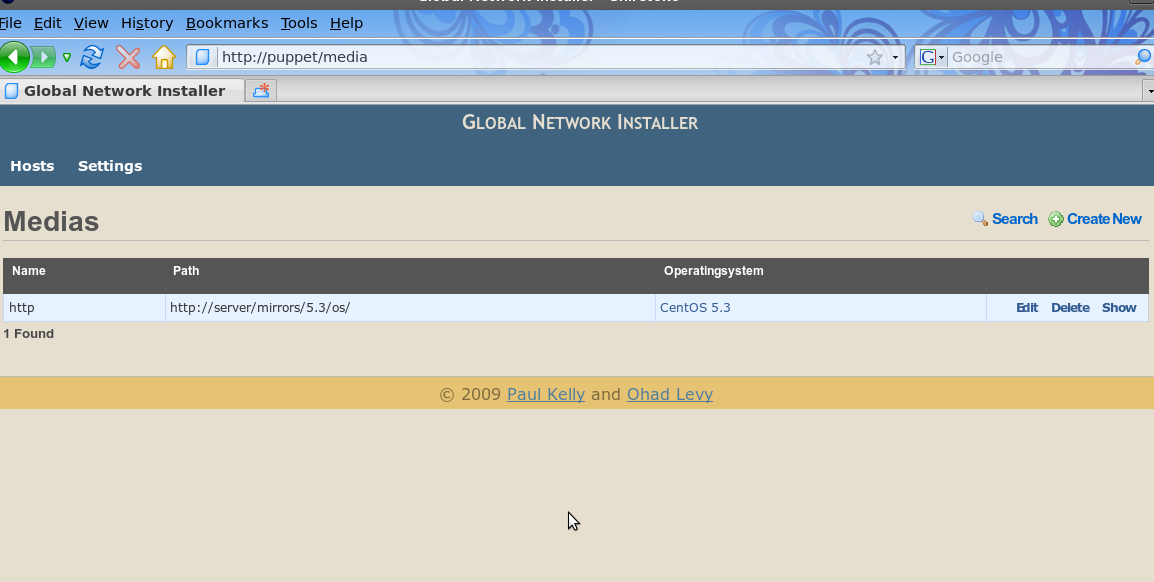 File Edit View History Bookmarks Tools Help
http://puppet/media
G Google
Global Network Installer
GLOBAL NETWORK INSTALLER
Hosts Settings
Medias
Search Create New
Name Path Operatingsystem
http http://server/mirrors/5.3/os/ CentOS 5.3 Edit Delete Show
1 Found
© 2009 Paul Kelly and Ohad Levy